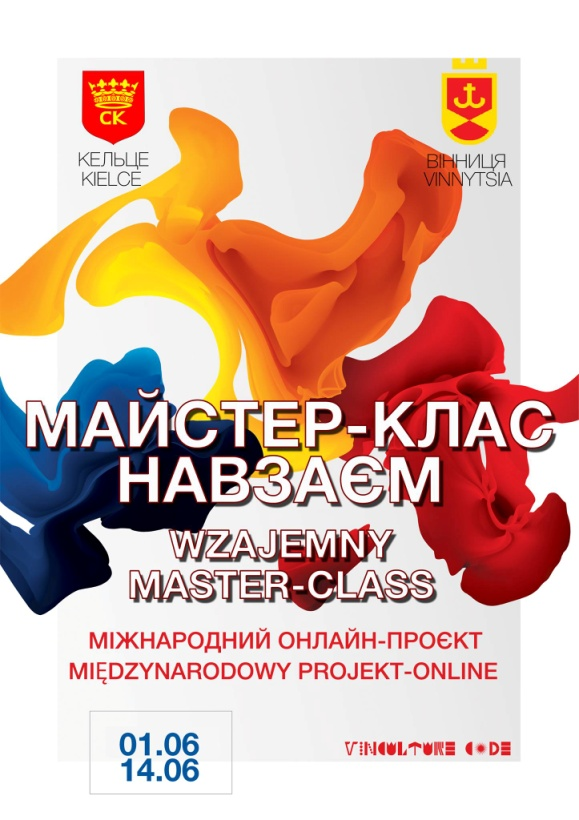 СК
КЕЛЬЦЕ
KIELCE
ВІННИЦЯ
VINNYTSIA
МАЙСТЕР-КЛАС
НАВЗАЄМ
WZAJEMNY
MASTER-CLASS
МІЖНАРОДНИЙ ОНЛАЙН-ПРОЄКТ
MIĘDZYNARODOWY PROJEKT-ONLINE
01.06
14.06
VINCULTURE CODE